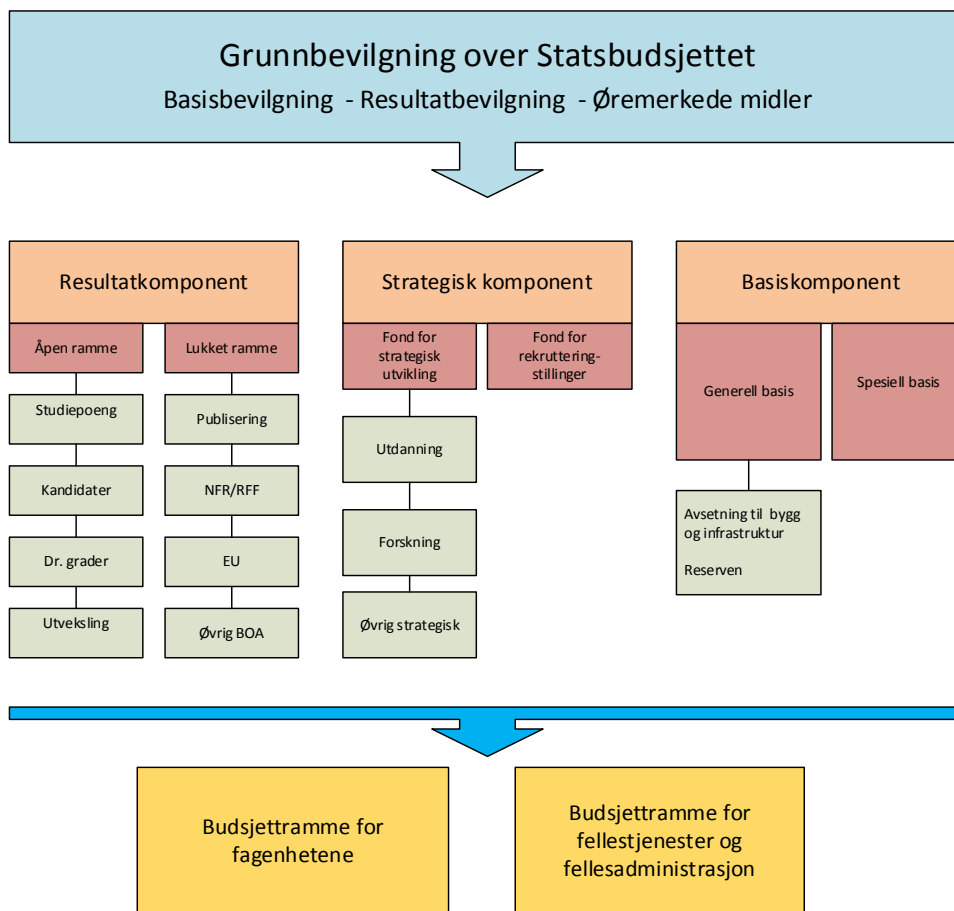 Grunnbevilgning over Statsbudsjettet
Basisbevilgning - Resultatbevilgning - Øremerkede midler
Resultatkomponent
Åpen ramme
Lukket ramme
Studiepoeng
Publisering
Kandidater
NFR/RFF
Dr. grader
EU
Utveksling
Øvrig BOA
Strategisk komponent
Fond for
strategisk
utvikling
Fond for
rekruttering-
stillinger
Utdanning
Forskning
Øvrig strategisk
Basiskomponent
Generell basis
Spesiell basis
Avsetning til bygg
og infrastruktur
Reserven
Budsjettramme for
fagenhetene
Budsjettramme for
fellestjenester og
fellesadministrasjon